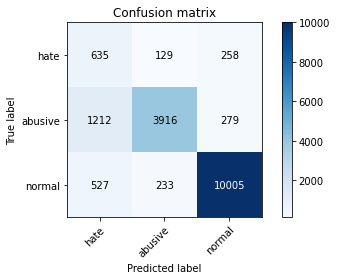 Confusion matrix
hate 635 129 258
abusive 1212 3916 279
normal 527 233 10005
hate abusive normal
True label
Predicted label
10000
8000
6000
4000
2000